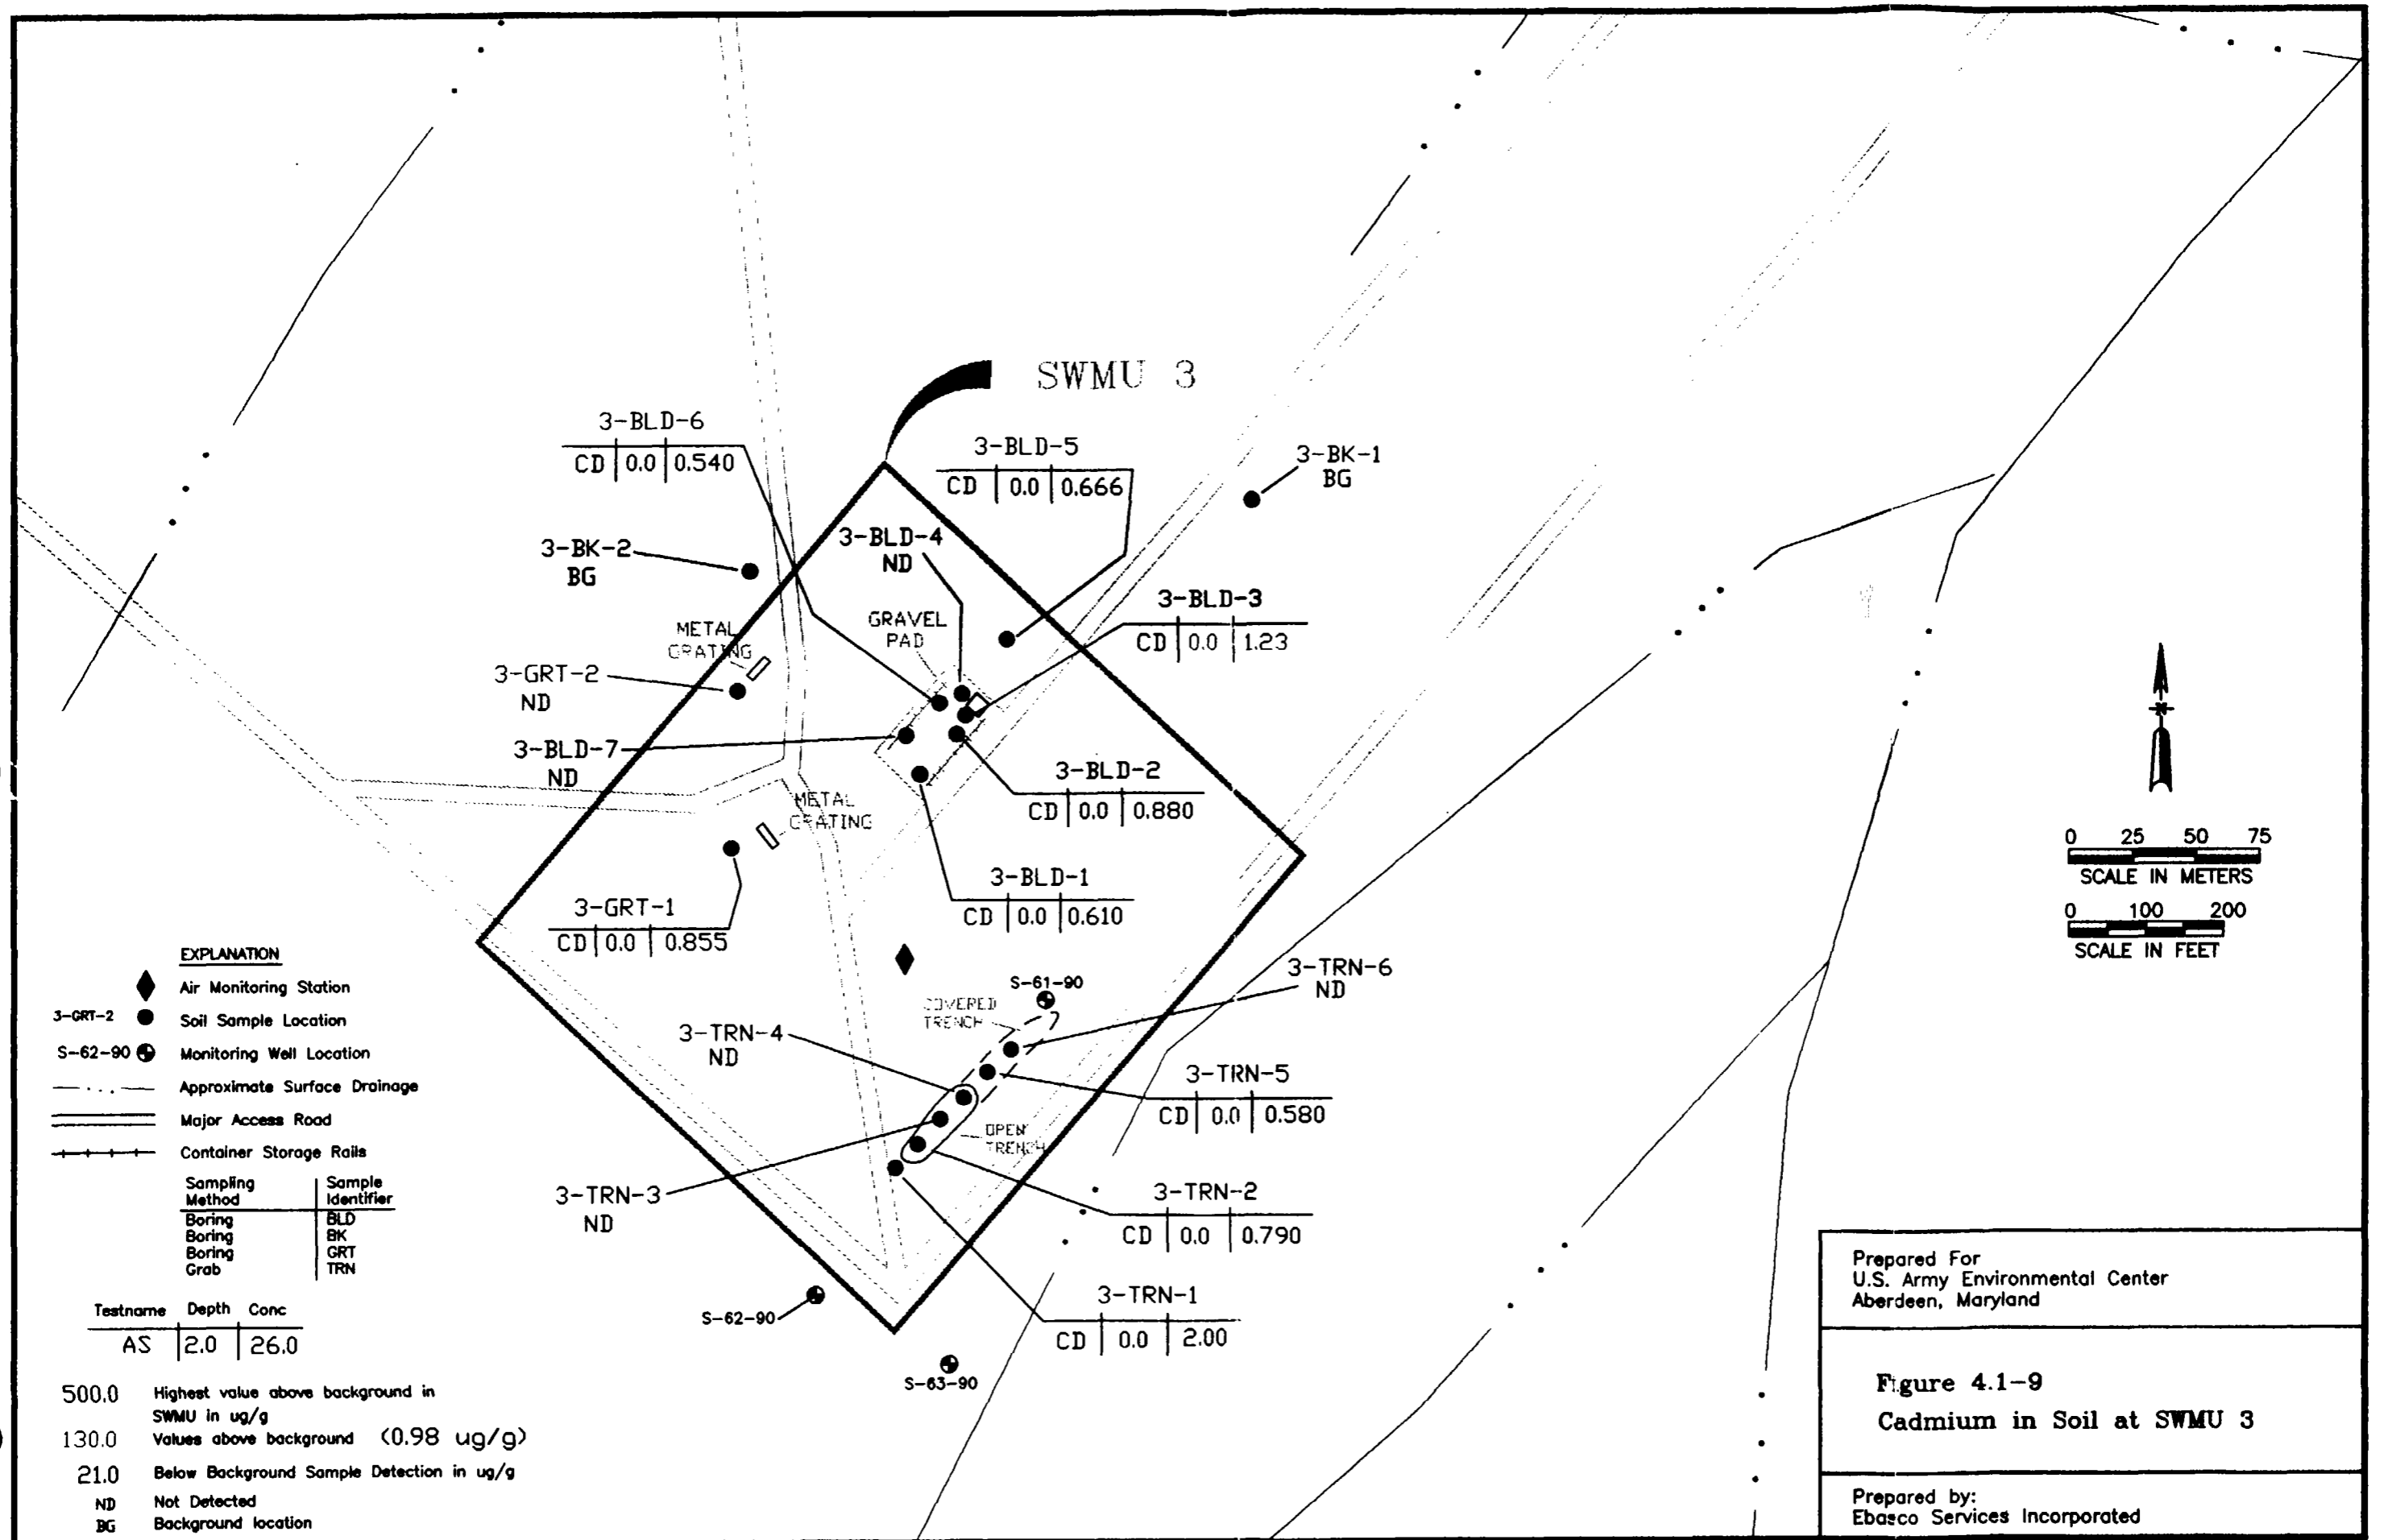 SWMU 3
3-BLD-6
CD 0.0 0.540
3-BLD-5
CD 0.0 0.666
3-BK-1
BG
3-BK-2
BG
3-BLD-4
ND
3-BLD-3
CD 0.0 1.23
GRAVEL
PAD
METAL
GRATING
3-GRT-2
ND
3-BLD-7
ND
3-BLD-2
CD 0.0 0.880
METAL
GRATING
3-BLD-1
CD 0.0 0.610
3-GRT-1
CD 0.0 0.855
0 25 50 75
SCALE IN METERS
0 100 200
SCALE IN FEET
S-61-90
COVERED
TRENCH
3-TRN-6
ND
3-TRN-4
ND
3-TRN-5
CD 0.0 0.580
OPEN
TRENCH
3-TRN-3
ND
3-TRN-2
CD 0.0 0.790
3-TRN-1
CD 0.0 2.00
S-62-90
S-63-90
EXPLANATION
Air Monitoring Station
3-GRT-2 Soil Sample Location
S-62-90 Monitoring Well Location
Approximate Surface Drainage
Major Access Road
Container Storage Rails
Sampling Sample
Method Identifier
Boring BLD
Boring BK
Boring GRT
Grab TRN
Testname Depth Conc
AS 2.0 26.0
500.0 Highest value above background in
SWMU in ug/g
130.0 Values above background (0.98 ug/g)
21.0 Below Background Sample Detection in ug/g
ND Not Detected
BG Background location
Prepared For
U.S. Army Environmental Center
Aberdeen, Maryland
Figure 4.1-9
Cadmium in Soil at SWMU 3
Prepared by:
Ebasco Services Incorporated